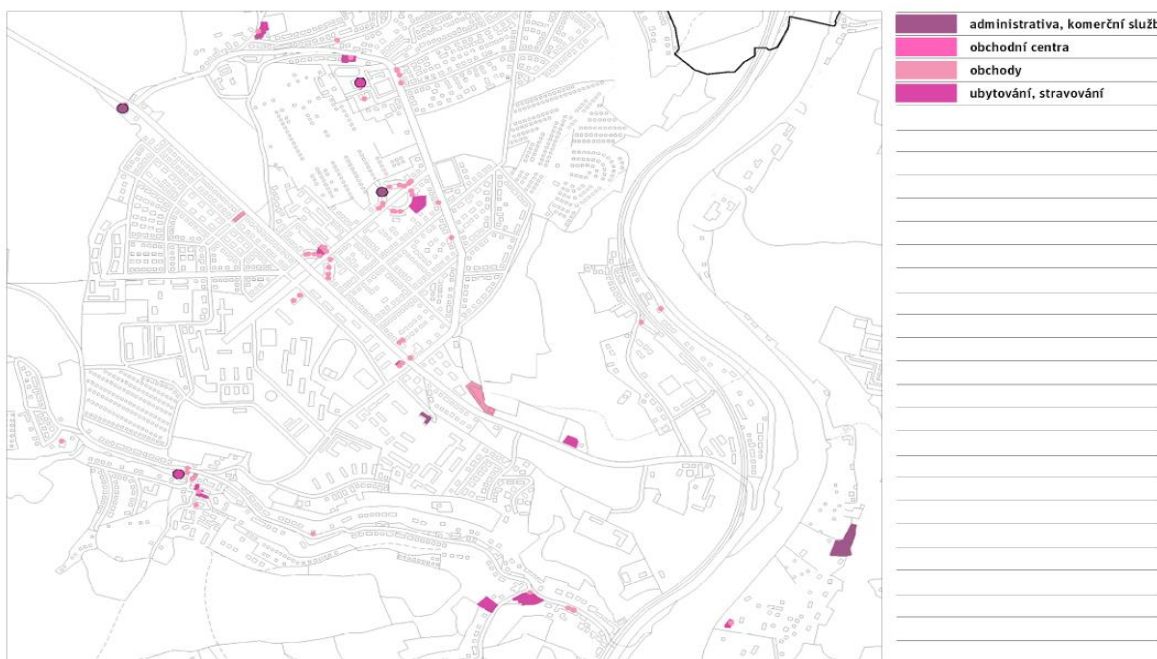 administrativa, komerční služb
obchodní centra
obchody
ubytování, stravování